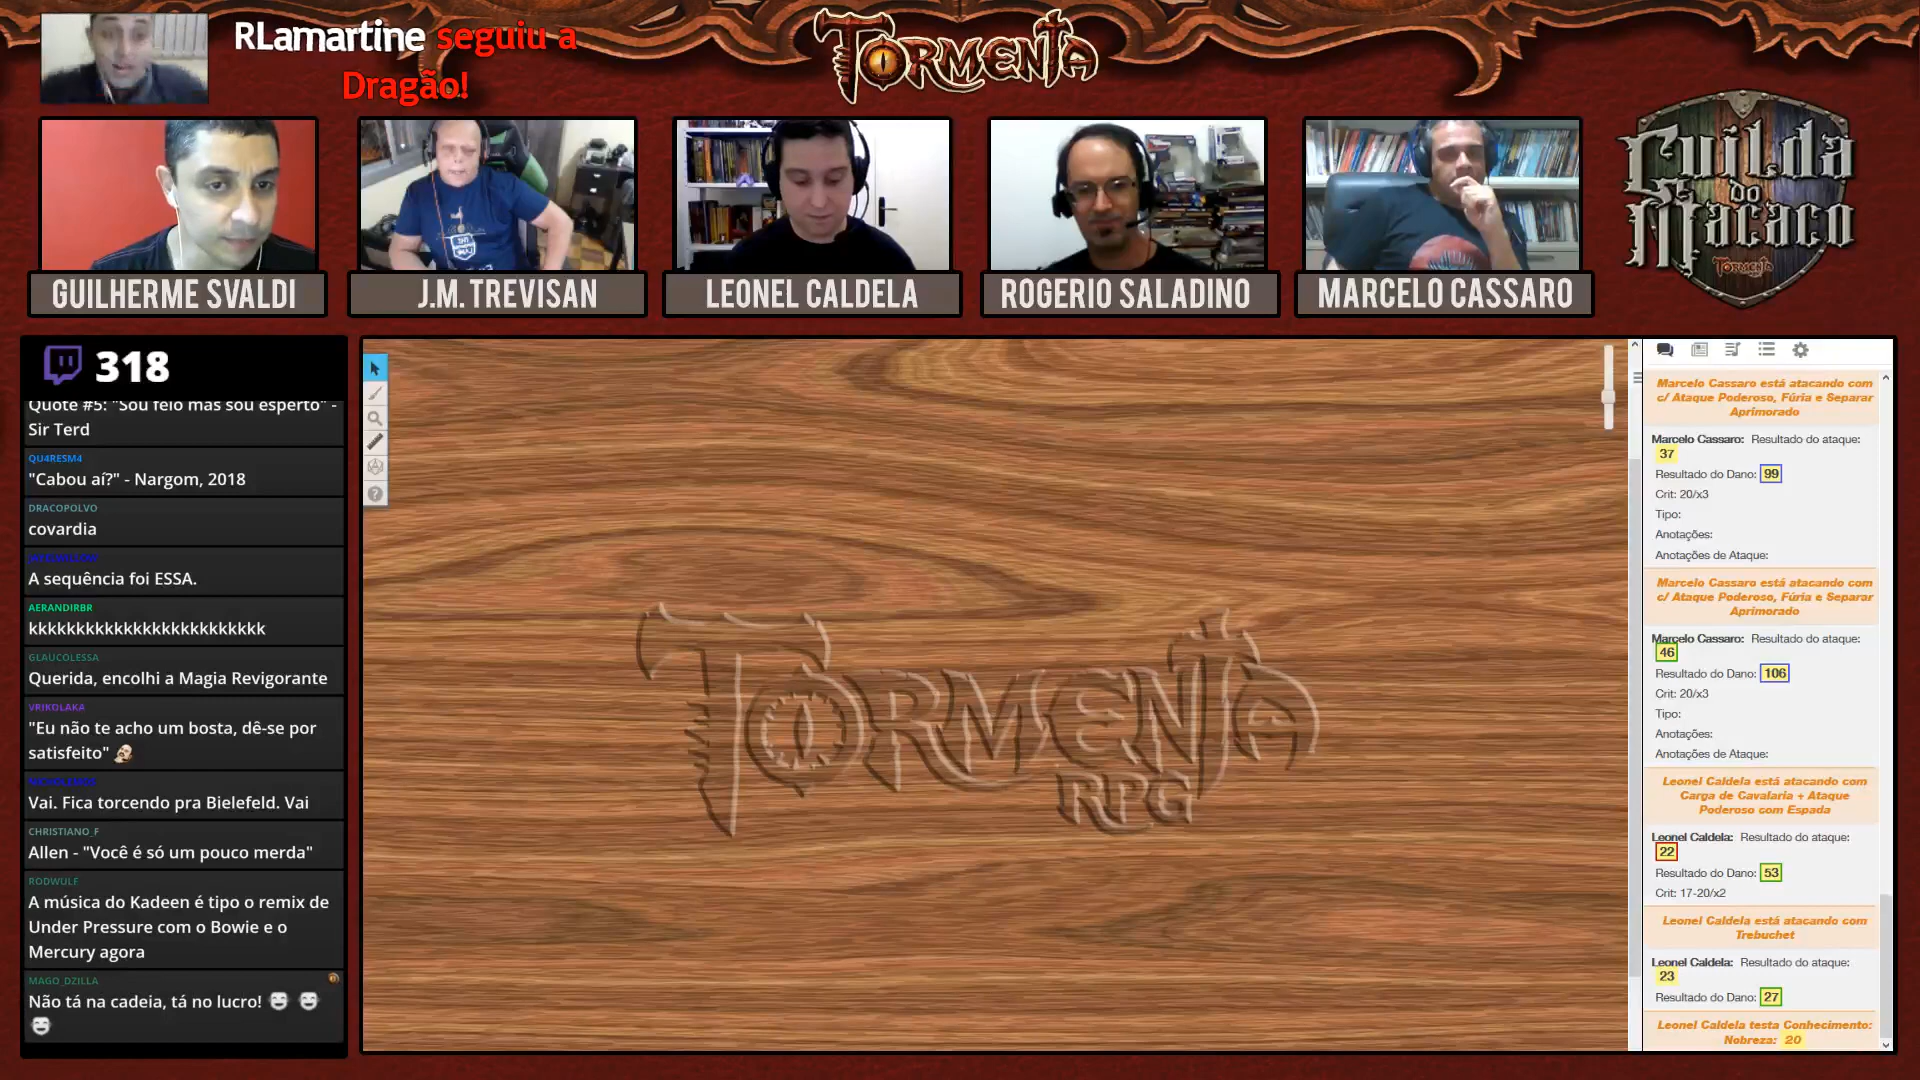 RLamartine seguiu a
Dragão!
TORMENTA
GUILHERME SVALDI
J.M. TREVISAN
LEONEL CALDELA
ROGERIO SALADINO
MARCELO CASSARO
Guilda
do
Macaco
TORMENTA
318
Quote #5: "Sou feio mas sou esperto" -
Sir Terd
QU4RESM4
"Cabou aí?" - Nargom, 2018
DRACOPOLVO
covardia
A sequência foi ESSA.
AERANDIRBR
kkkkkkkkkkkkkkkkkkkkkkkkk
GLAUCOLESSA
Querida, encolhi a Magia Revigorante
VRIKOLAKA
"Eu não te acho um bosta, dê-se por
satisfeito"
Vai. Fica torcendo pra Bielefeld. Vai
CHRISTIANO_F
Allen - "Você é só um pouco merda"
RODWULF
A música do Kadeen é tipo o remix de
Under Pressure com o Bowie e o
Mercury agora
MAGO_DZILLA
Não tá na cadeia, tá no lucro!
TORMENTA
RPG
Marcelo Cassaro está atacando com
c/ Ataque Poderoso, Fúria e Separar
Aprimorado
Marcelo Cassaro: Resultado do ataque:
37
Resultado do Dano: 99
Crit: 20/x3
Tipo:
Anotações:
Anotações de Ataque:
Marcelo Cassaro está atacando com
c/ Ataque Poderoso, Fúria e Separar
Aprimorado
Marcelo Cassaro: Resultado do ataque:
46
Resultado do Dano: 106
Crit: 20/x3
Tipo:
Anotações:
Anotações de Ataque:
Leonel Caldela está atacando com
Carga de Cavalaria + Ataque
Poderoso com Espada
Leonel Caldela: Resultado do ataque:
22
Resultado do Dano: 53
Crit: 17-20/x2
Leonel Caldela está atacando com
Trebuchet
Leonel Caldela: Resultado do ataque:
23
Resultado do Dano: 27
Leonel Caldela testa Conhecimento:
Nobreza: 20